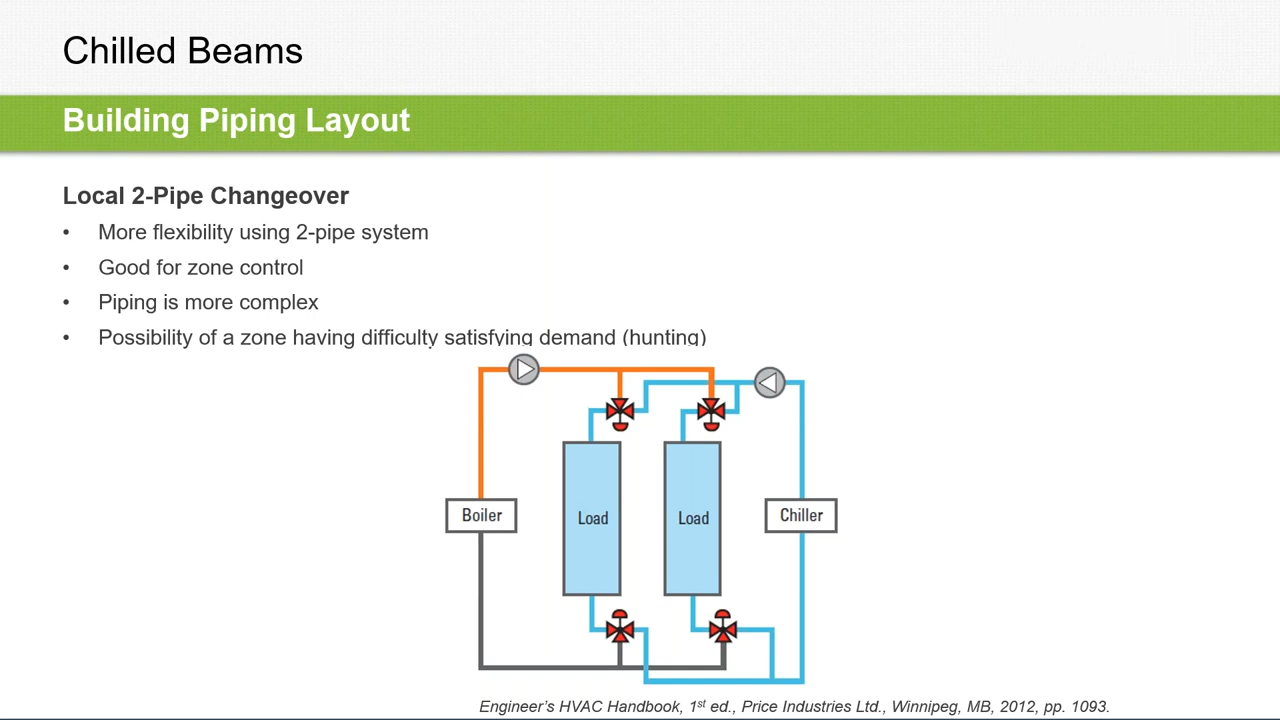 Chilled Beams
Building Piping Layout
Local 2-Pipe Changeover
• More flexibility using 2-pipe system
• Good for zone control
• Piping is more complex
• Possibility of a zone having difficulty satisfying demand (hunting)
Boiler
Load
Load
Chiller
Engineer's HVAC Handbook, 1st ed., Price Industries Ltd., Winnipeg, MB, 2012, pp. 1093.